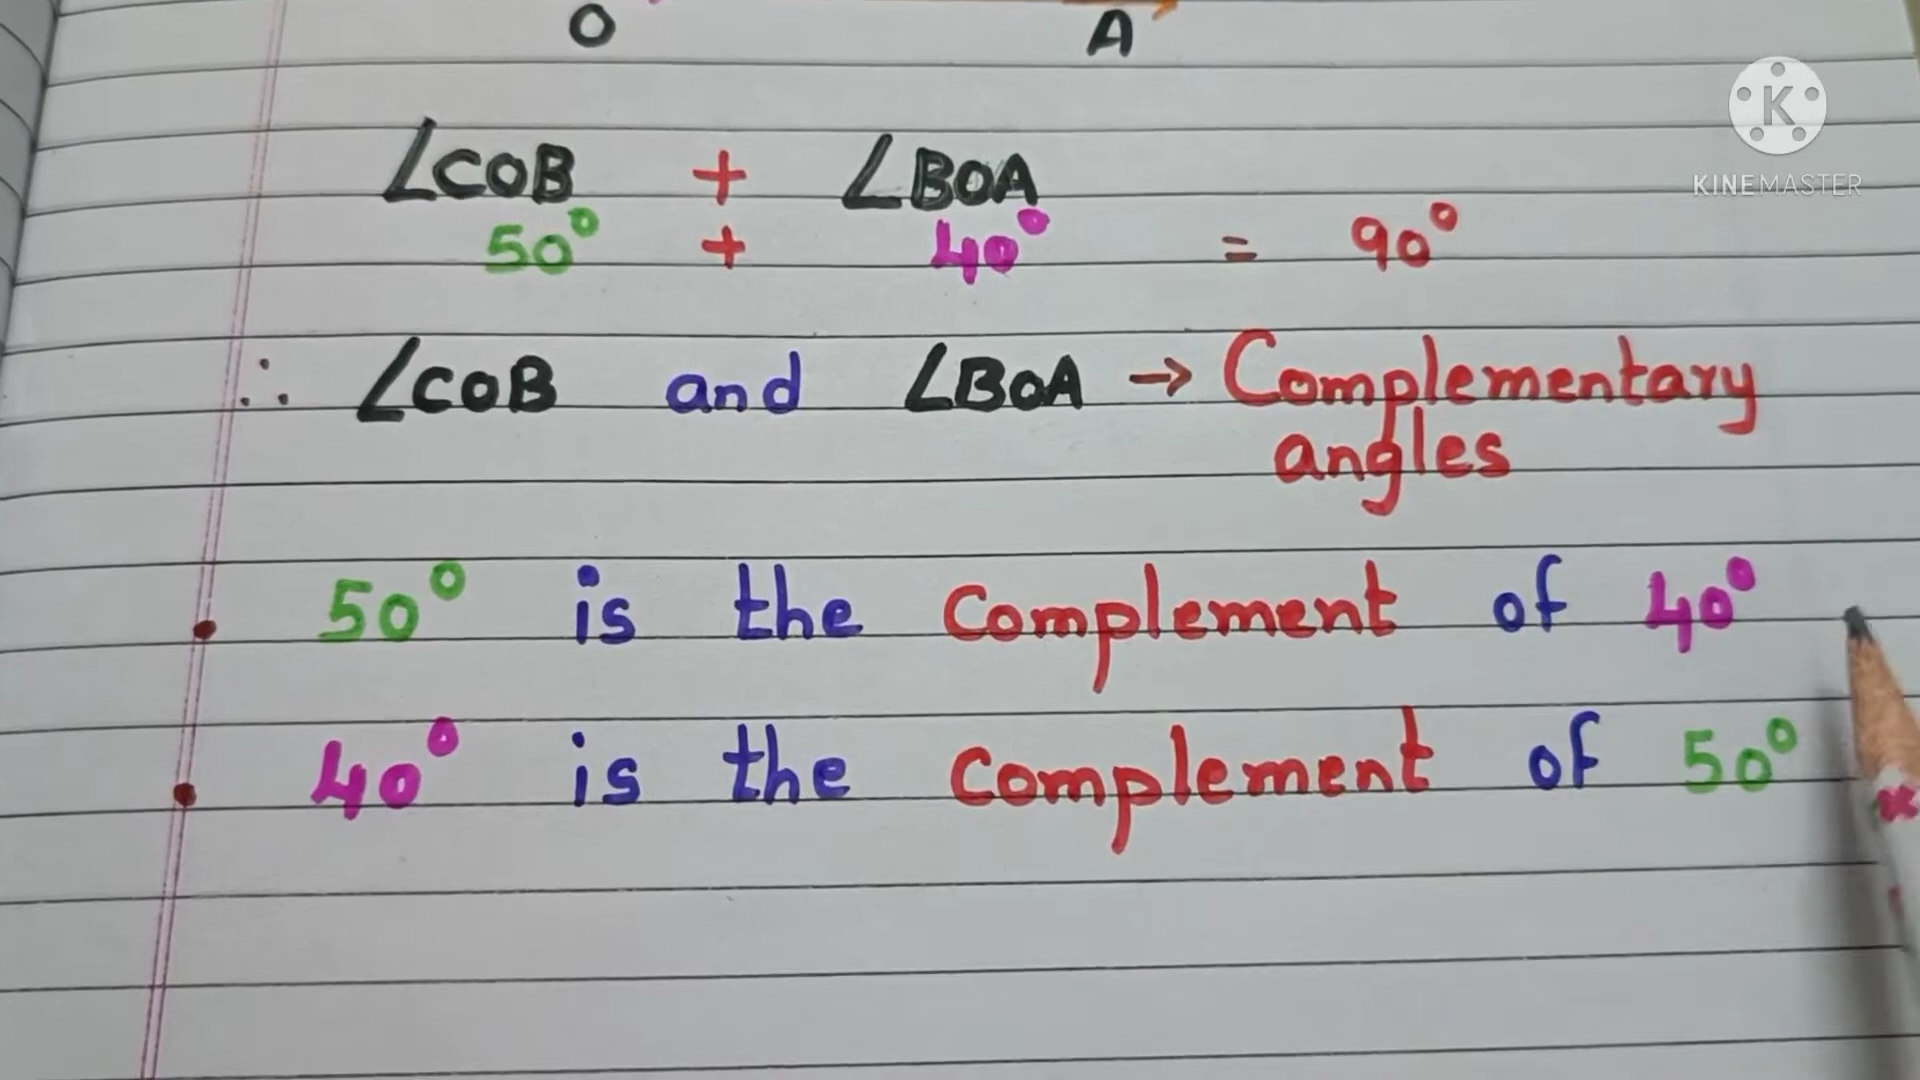 O A
∠COB + ∠BOA
50° + 40° = 90°
∴ ∠COB and ∠BOA → Complementary
angles
• 50° is the Complement of 40°
• 40° is the Complement of 50°
K
KINEMASTER